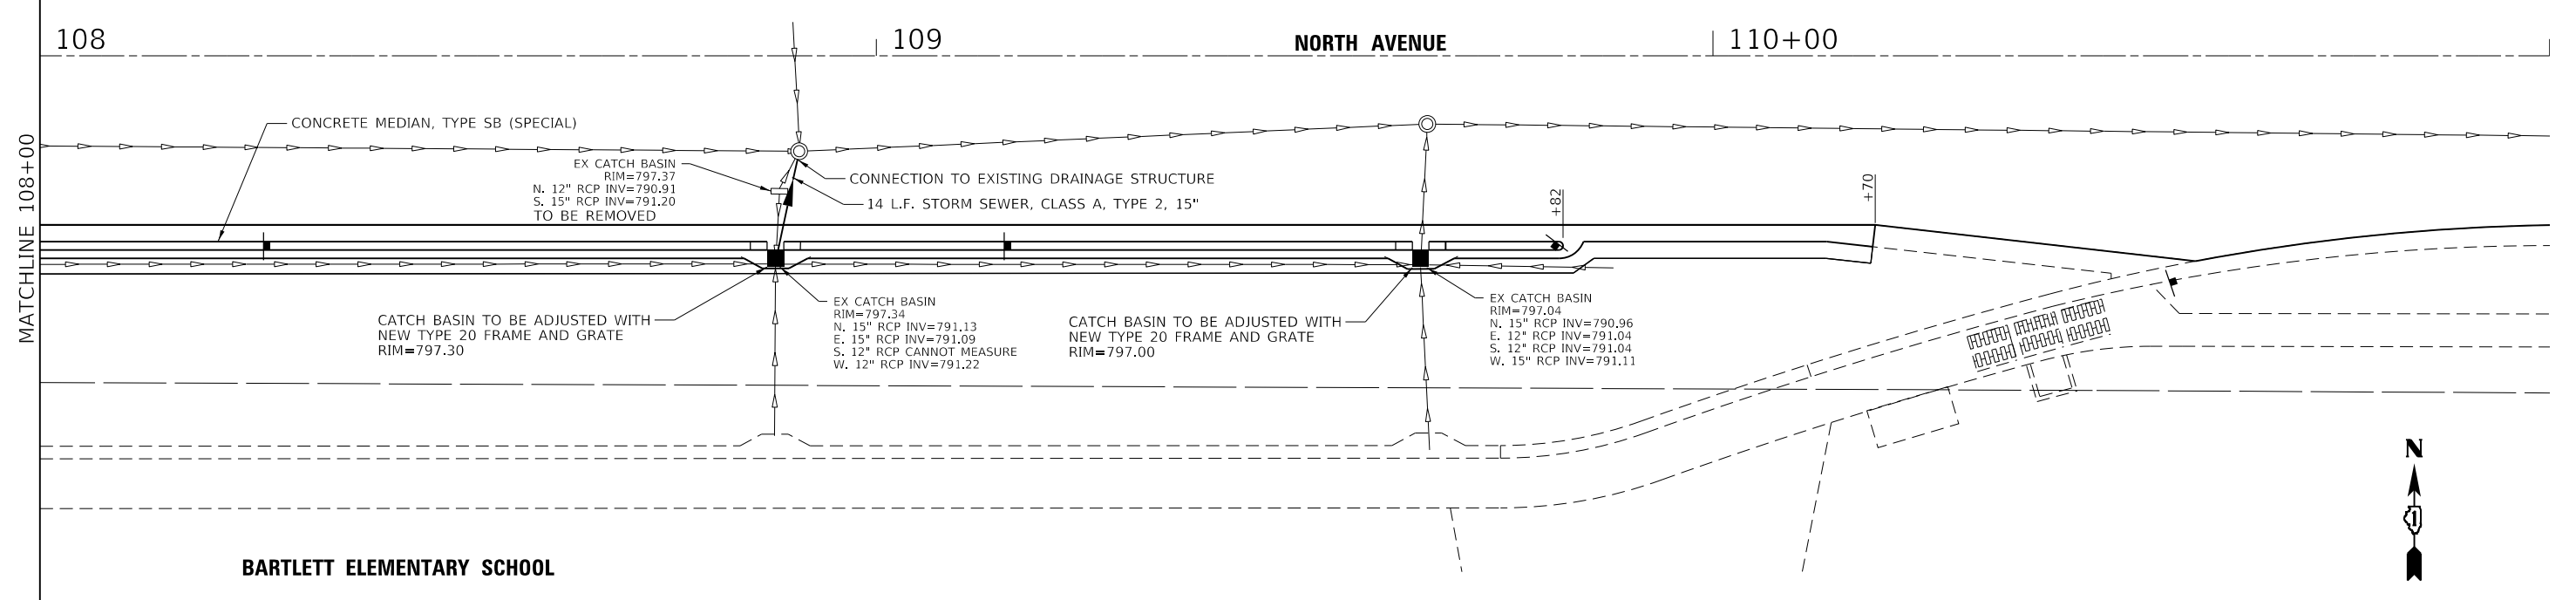 108
109
NORTH AVENUE
110+00
MATCHLINE 108+00
CONCRETE MEDIAN, TYPE SB (SPECIAL)
EX CATCH BASIN
RIM=797.37
N. 12" RCP INV=790.91
S. 15" RCP INV=791.20
TO BE REMOVED
CONNECTION TO EXISTING DRAINAGE STRUCTURE
14 L.F. STORM SEWER, CLASS A, TYPE 2, 15"
+82
+70
CATCH BASIN TO BE ADJUSTED WITH
NEW TYPE 20 FRAME AND GRATE
RIM=797.30
EX CATCH BASIN
RIM=797.34
N. 15" RCP INV=791.13
E. 15" RCP INV=791.09
S. 12" RCP CANNOT MEASURE
W. 12" RCP INV=791.22
CATCH BASIN TO BE ADJUSTED WITH
NEW TYPE 20 FRAME AND GRATE
RIM=797.00
EX CATCH BASIN
RIM=797.04
N. 15" RCP INV=790.96
E. 12" RCP INV=791.04
S. 12" RCP INV=791.04
W. 15" RCP INV=791.11
BARTLETT ELEMENTARY SCHOOL
N